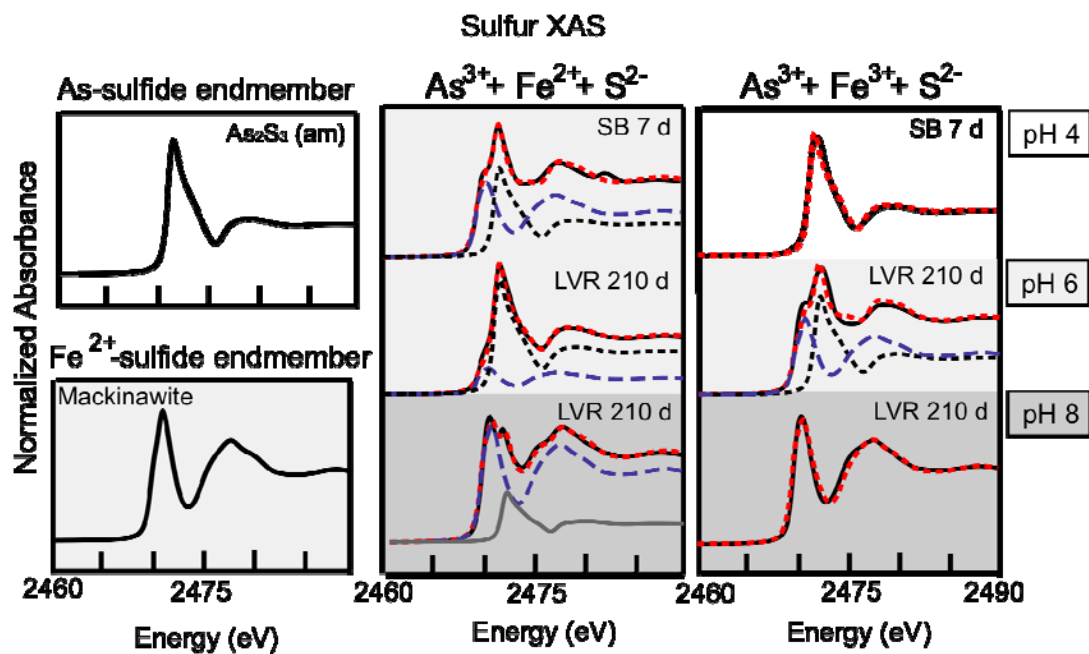 Sulfur XAS
As-sulfide endmember
As³⁺+ Fe²⁺+ S²⁻
As³⁺+ Fe³⁺+ S²⁻
As₂S₃ (am)
SB 7 d
SB 7 d
pH 4
Normalized Absorbance
LVR 210 d
LVR 210 d
pH 6
Fe ²⁺-sulfide endmember
Mackinawite
LVR 210 d
LVR 210 d
pH 8
2460
2475
2460
2475
2460
2475
2490
Energy (eV)
Energy (eV)
Energy (eV)